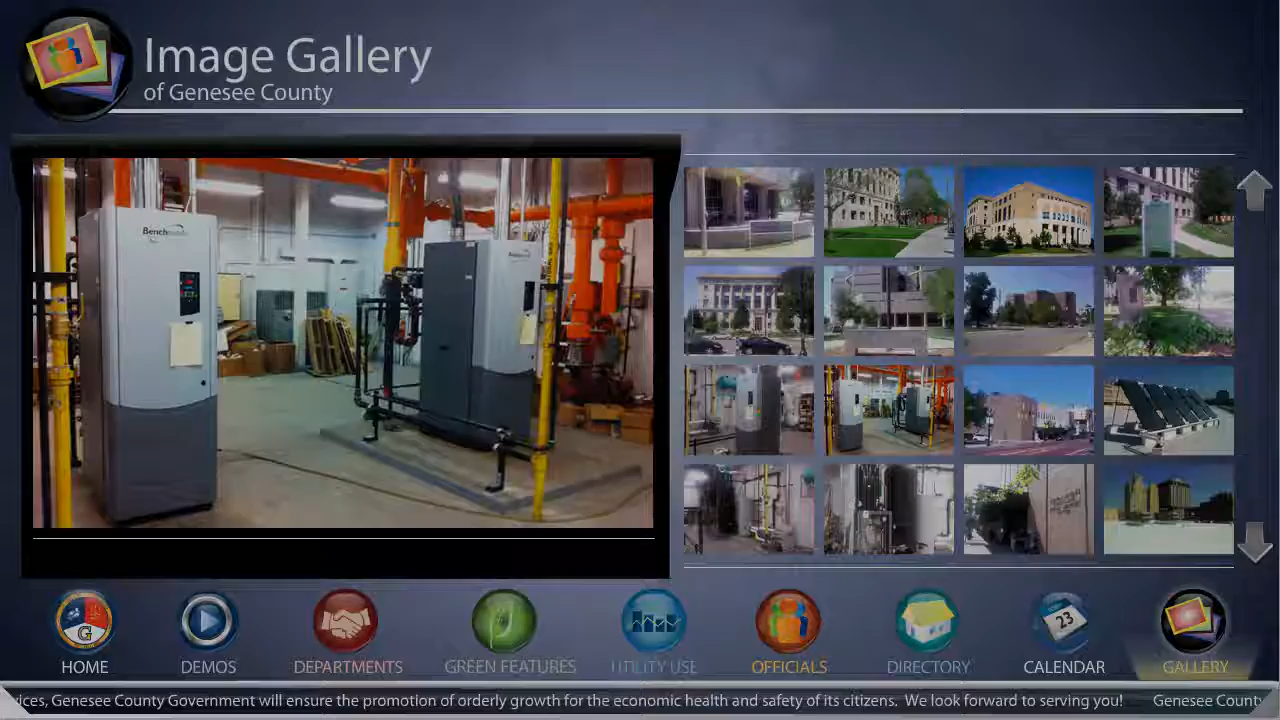 Image Gallery
of Genesee County
Bench
G
23
HOME
DEMOS
DEPARTMENTS
GREEN FEATURES
UTILITY USE
OFFICIALS
DIRECTORY
CALENDAR
GALLERY
ices, Genesee County Government will ensure the promotion of orderly growth for the economic health and safety of its citizens. We look forward to serving you! Genesee County